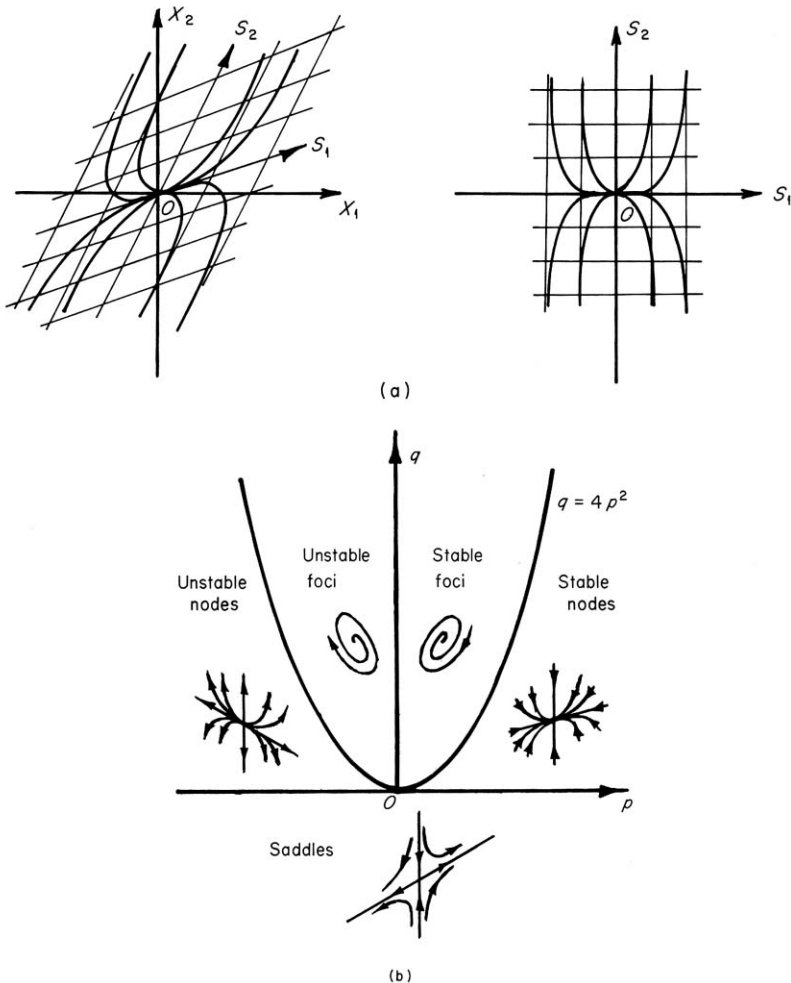 X₂
S₂
S₁
O
X₁
S₂
O
S₁
(a)
q
q = 4p²
Unstable
foci
Stable
foci
Unstable
nodes
Stable
nodes
O
p
Saddles
(b)